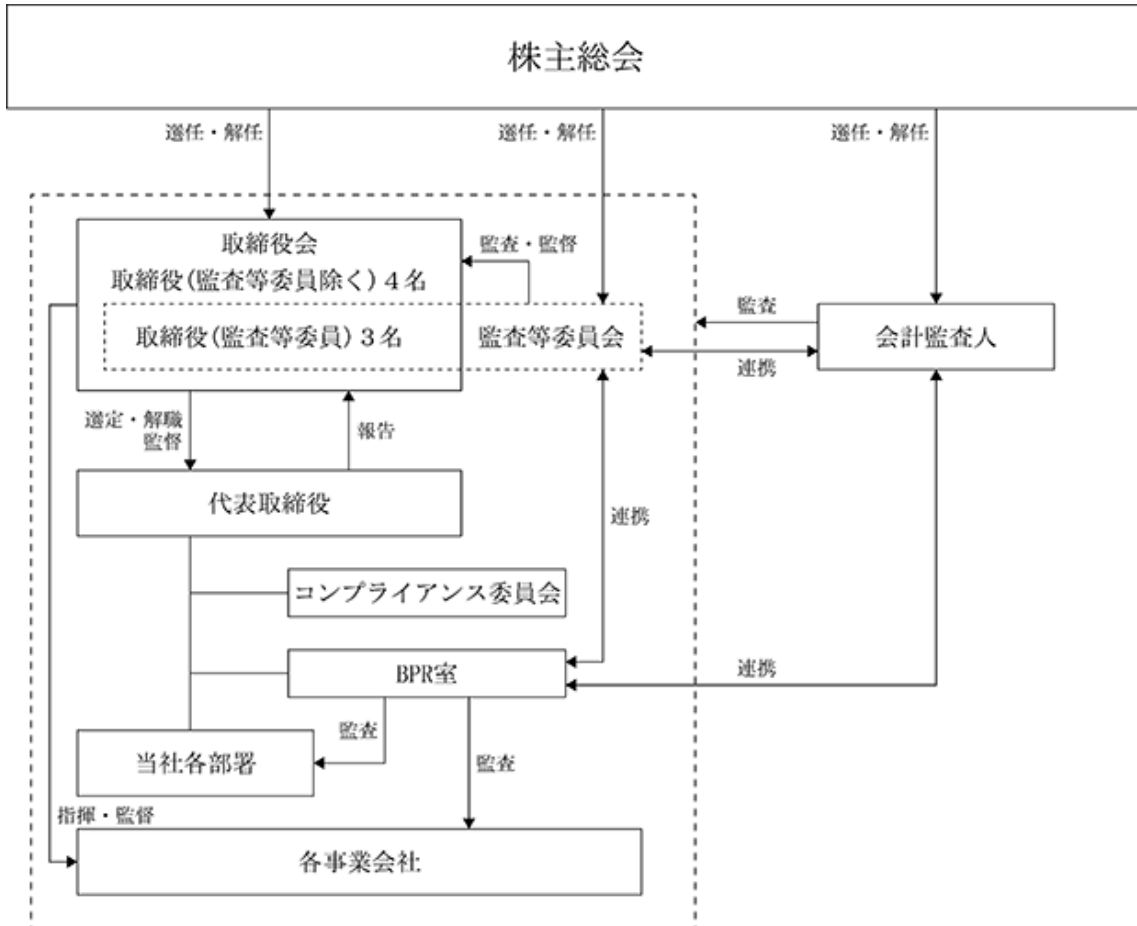 株主総会
選任・解任
選任・解任
選任・解任
取締役会
取締役(監査等委員除く)4名
監査・監督
取締役(監査等委員)3名
監査等委員会
監査
会計監査人
連携
選定・解職
監督
報告
代表取締役
連携
コンプライアンス委員会
BPR室
連携
監査
当社各部署
監査
指揮・監督
各事業会社